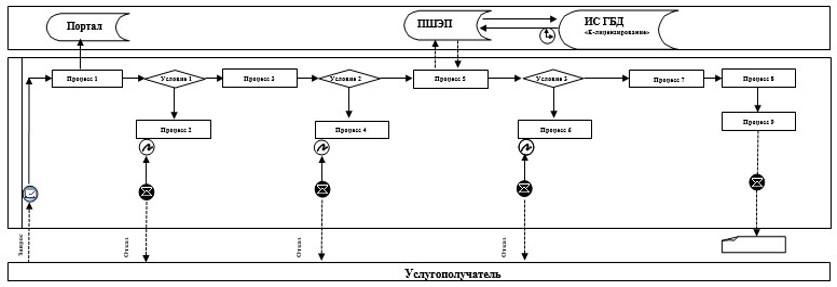 Портал
ПШЭП
ИС ГБД
«Е-лицензирование»
Процесс 1
Условие 1
Процесс 3
Условие 2
Процесс 5
Условие 3
Процесс 7
Процесс 8
Процесс 2
Процесс 4
Процесс 6
Процесс 9
Запрос
Отказ
Отказ
Отказ
Услугополучатель